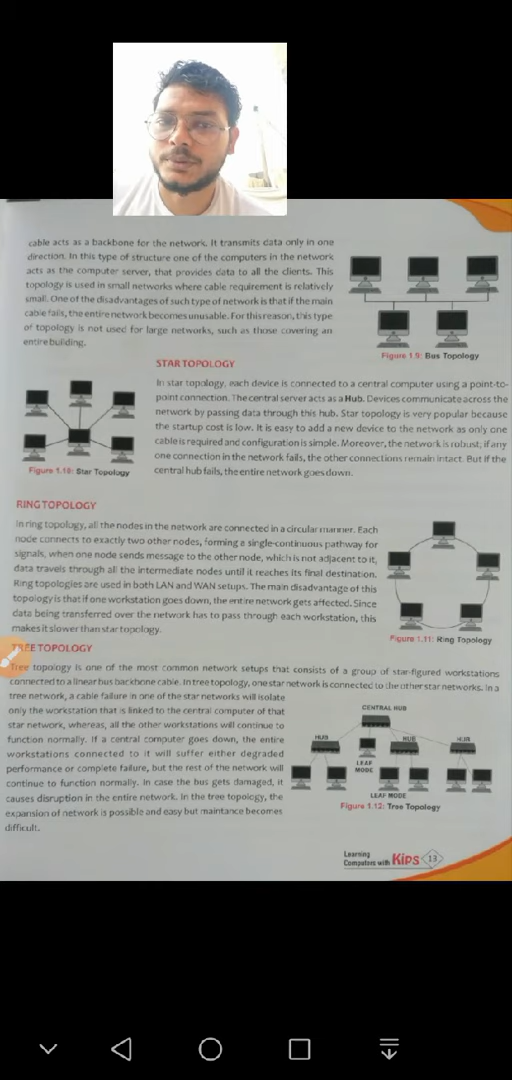 cable acts as a backbone for the network. It transmits data only in one
direction. In this type of structure one of the computers in the network
acts as the computer server, that provides data to all the clients. This
topology is used in small networks where cable requirement is relatively
small. One of the disadvantages of such type of network is that if the main
cable fails, the entire network becomes unusable. For this reason, this type
of topology is not used for large networks, such as those covering an
entire building.
Figure 1.9: Bus Topology
STAR TOPOLOGY
In star topology, each device is connected to a central computer using a point-to-
point connection. The central server acts as a Hub. Devices communicate across the
network by passing data through this hub. Star topology is very popular because
the startup cost is low. It is easy to add a new device to the network as only one
cable is required and configuration is simple. Moreover, the network is robust; if any
one connection in the network fails, the other connections remain intact. But if the
central hub fails, the entire network goes down.
Figure 1.10: Star Topology
RING TOPOLOGY
In ring topology, all the nodes in the network are connected in a circular manner. Each
node connects to exactly two other nodes, forming a single-continuous pathway for
signals, when one node sends message to the other node, which is not adjacent to it,
data travels through all the intermediate nodes until it reaches its final destination.
Ring topologies are used in both LAN and WAN setups. The main disadvantage of this
topology is that if one workstation goes down, the entire network gets affected. Since
data being transferred over the network has to pass through each workstation, this
makes it slower than star topology.
Figure 1.11: Ring Topology
TREE TOPOLOGY
Tree topology is one of the most common network setups that consists of a group of star-figured workstations
connected to a linear bus backbone cable. In tree topology, one star network is connected to the other star networks. In a
tree network, a cable failure in one of the star networks will isolate
only the workstation that is linked to the central computer of that
star network, whereas, all the other workstations will continue to
function normally. If a central computer goes down, the entire
workstations connected to it will suffer either degraded
performance or complete failure, but the rest of the network will
continue to function normally. In case the bus gets damaged, it
causes disruption in the entire network. In the tree topology, the
expansion of network is possible and easy but maintance becomes
difficult.
CENTRAL HUB
HUB
HUB
HUB
LEAF
MODE
LEAF MODE
Figure 1.12: Tree Topology
Learning
Computers with Kips 13